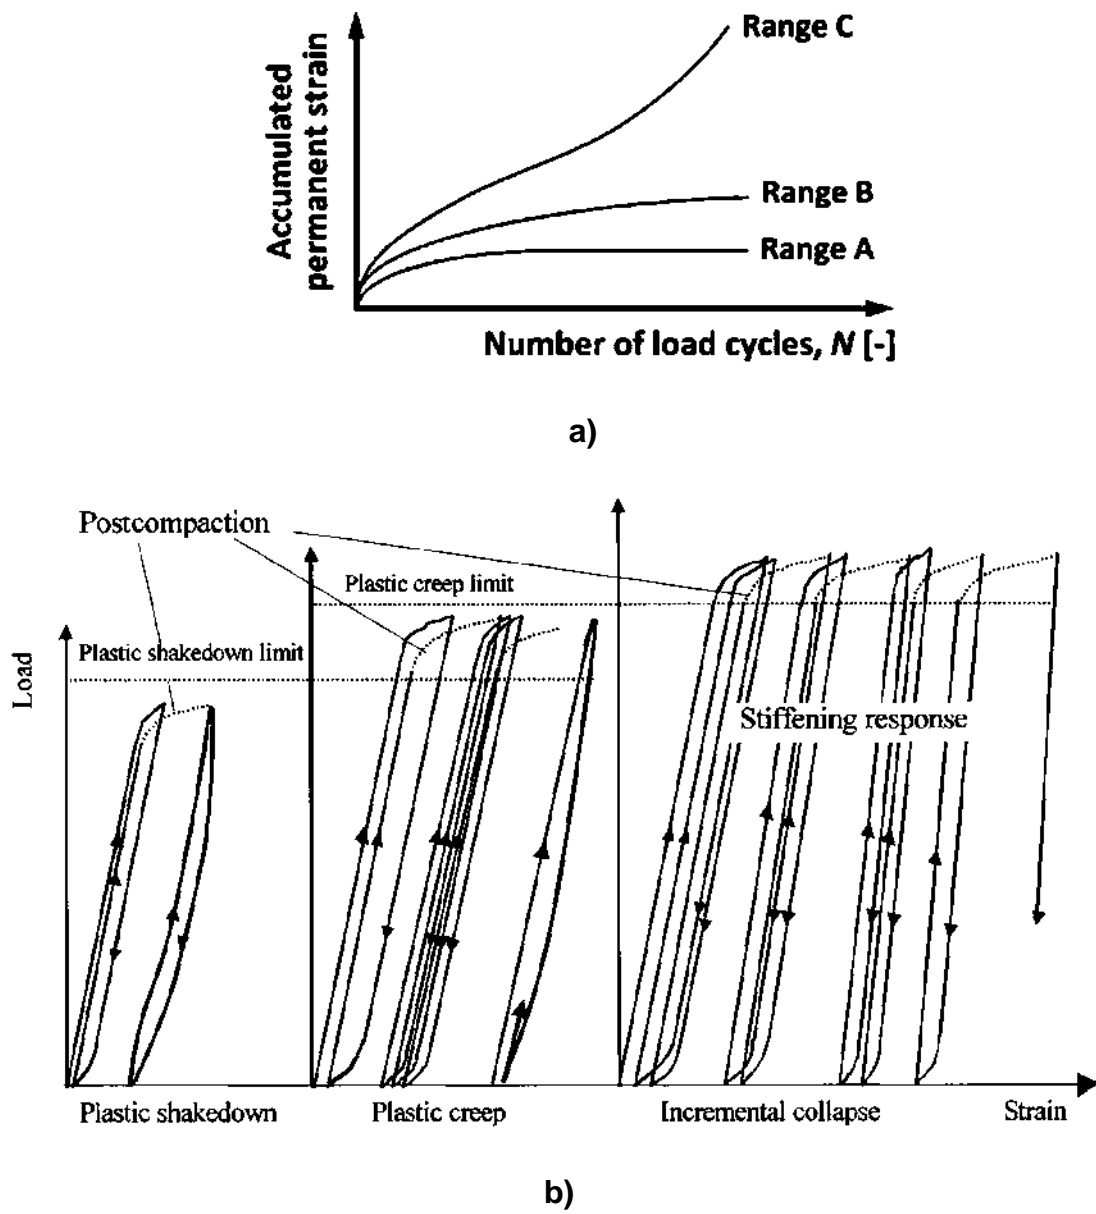 Accumulated
permanent strain
Range C
Range B
Range A
Number of load cycles, N [-]
a)
Postcompaction
Plastic creep limit
Plastic shakedown limit
Load
Stiffening response
Plastic shakedown
Plastic creep
Incremental collapse
Strain
b)